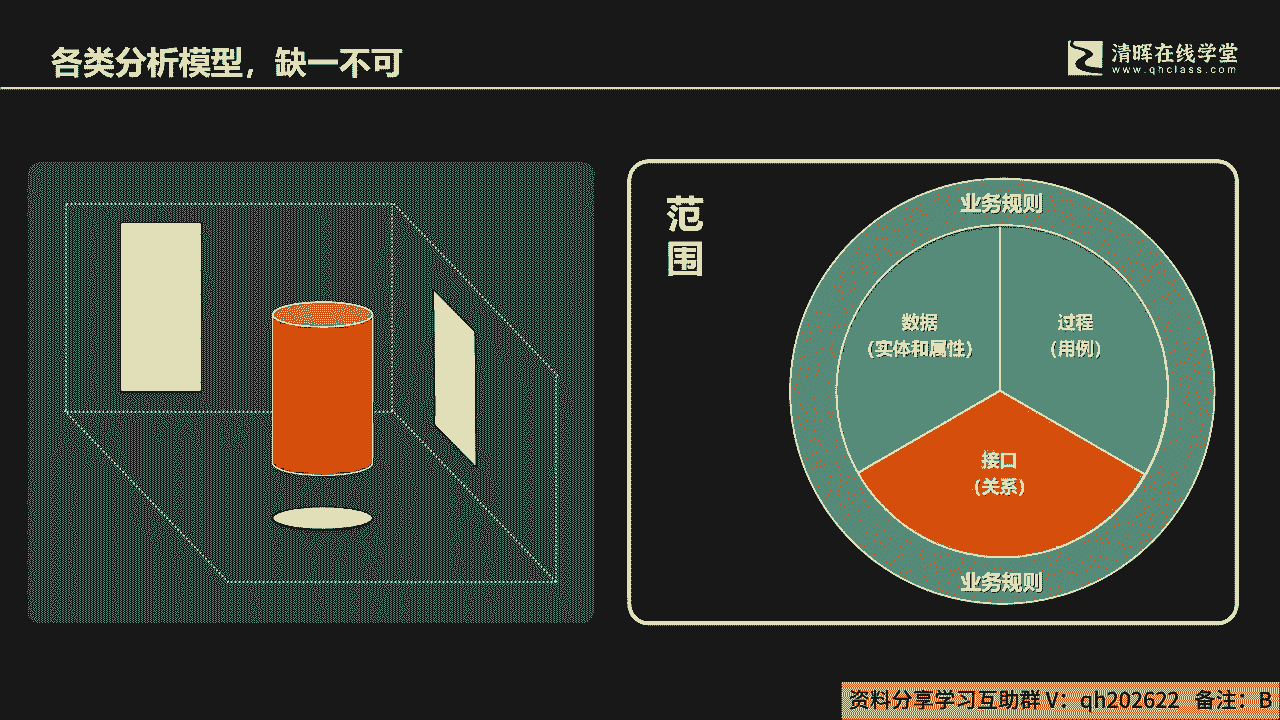 各类分析模型，缺一不可
清晖在线学堂
www.qhclass.com
范
围
业务规则
数据
（实体和属性）
过程
（用例）
接口
（关系）
业务规则
资料分享学习互助群 V：qh202622 备注：B